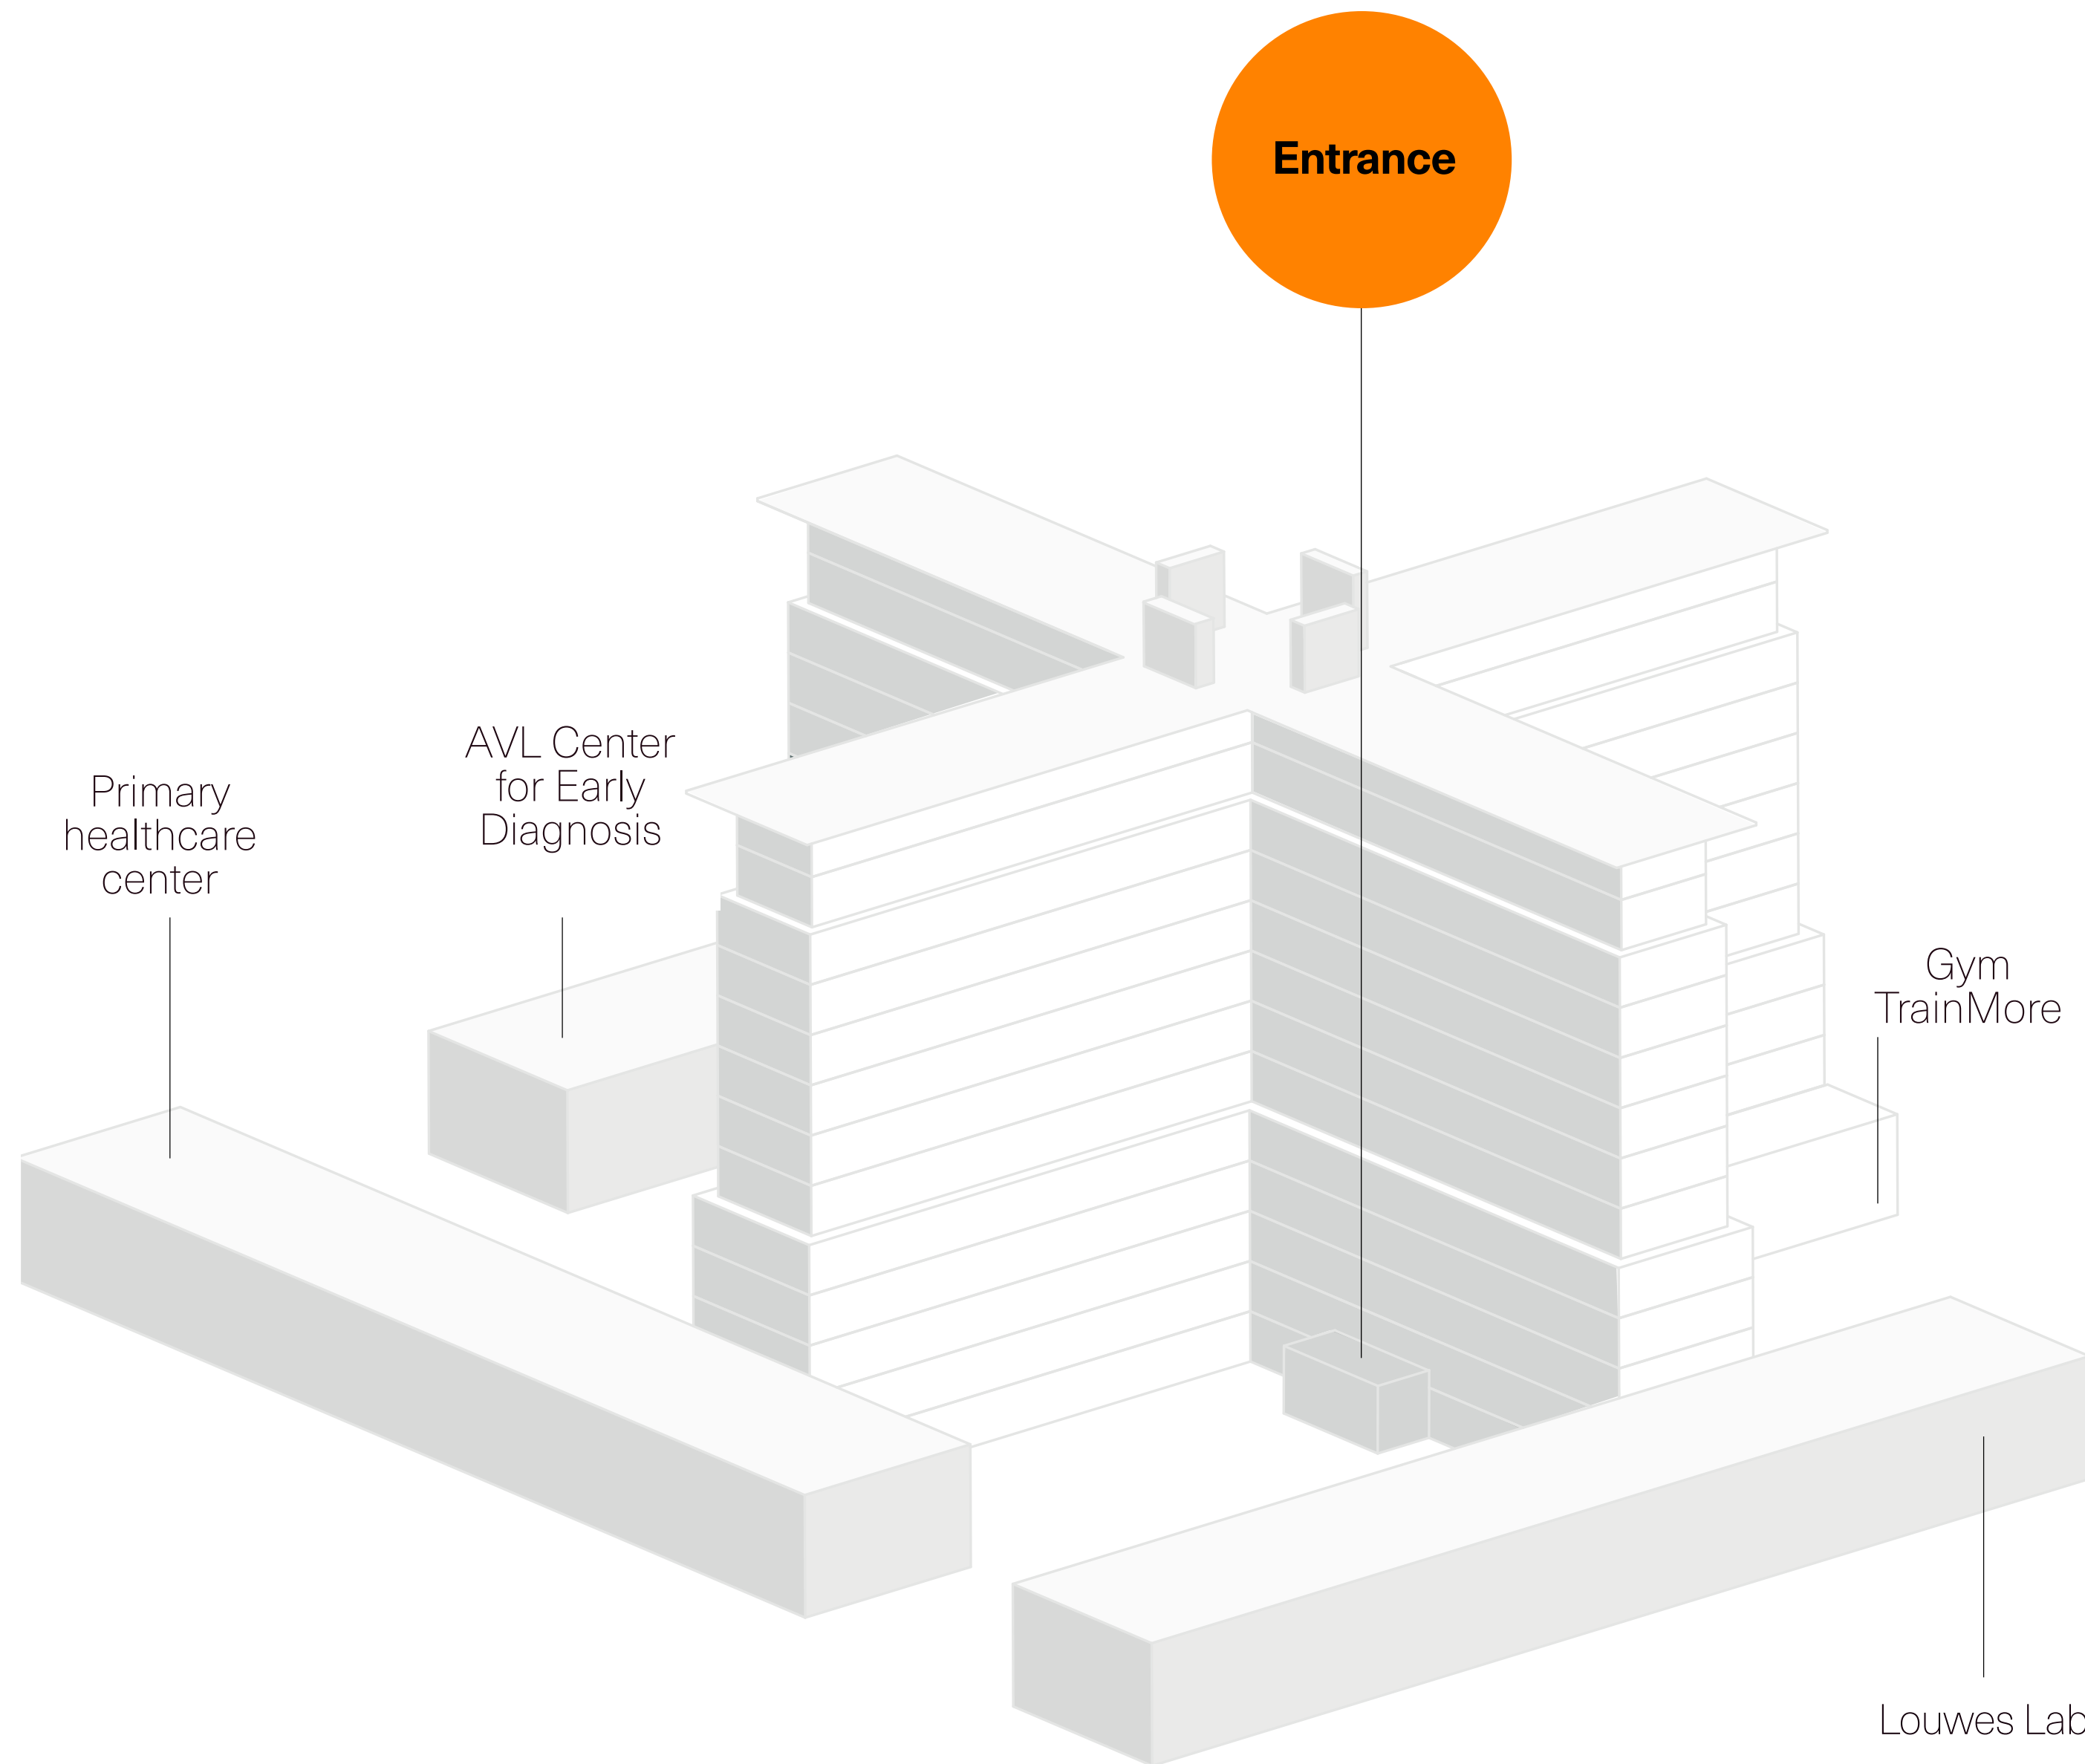 Entrance
AVL Center
for Early
Diagnosis
Primary
healthcare
center
Gym
TrainMore
Louwes Lab